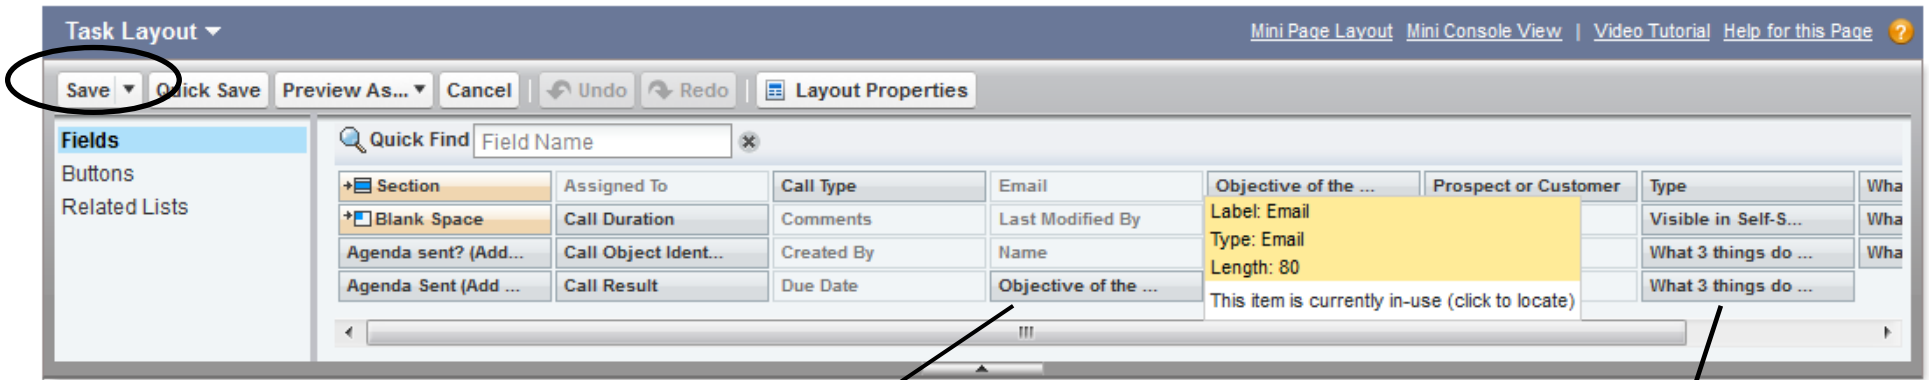 Task Layout
Mini Page Layout Mini Console View | Video Tutorial Help for this Page ?
Save Quick Save Preview As... Cancel Undo Redo Layout Properties
Fields
Buttons
Related Lists
Quick Find Field Name
Section Assigned To Call Type Email Objective of the ... Prospect or Customer Type Wha
Blank Space Call Duration Comments Last Modified By Visible in Self-S... Wha
Agenda sent? (Add... Call Object Ident... Created By Name What 3 things do ... Wha
Agenda Sent (Add ... Call Result Due Date Objective of the ... What 3 things do ...
Label: Email
Type: Email
Length: 80
This item is currently in-use (click to locate)